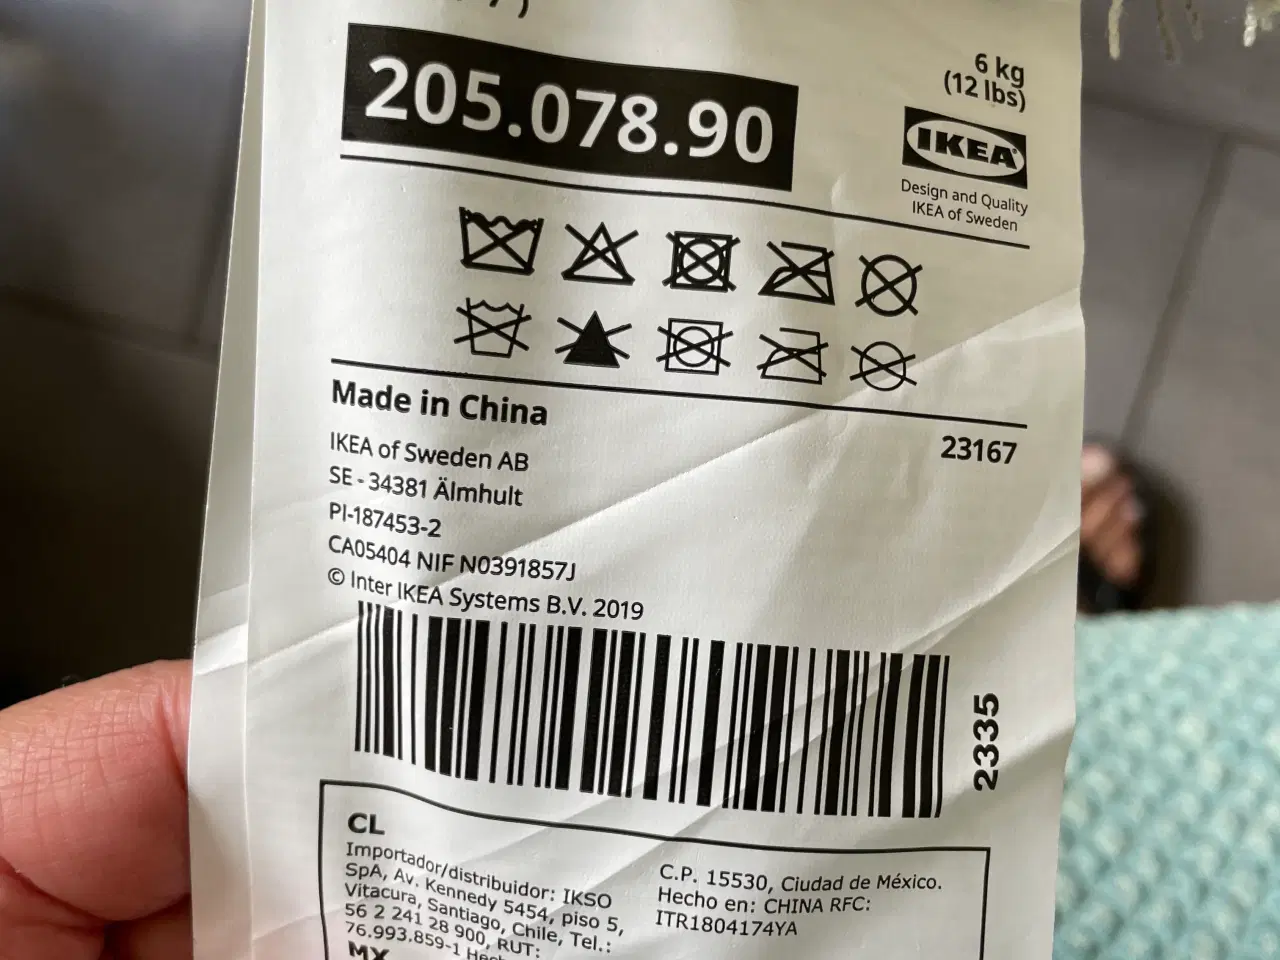 205.078.90
6 kg
(12 lbs)
IKEA
Design and Quality
IKEA of Sweden
Made in China
23167
IKEA of Sweden AB
SE - 34381 Älmhult
PI-187453-2
CA05404 NIF N0391857J
© Inter IKEA Systems B.V. 2019
2335
CL
Importador/distribuidor: IKSO
SpA, Av. Kennedy 5454, piso 5,
Vitacura, Santiago, Chile, Tel.:
56 2 241 28 900, RUT:
76.993.859-1
MX
C.P. 15530, Ciudad de México.
Hecho en: CHINA RFC:
ITR1804174YA